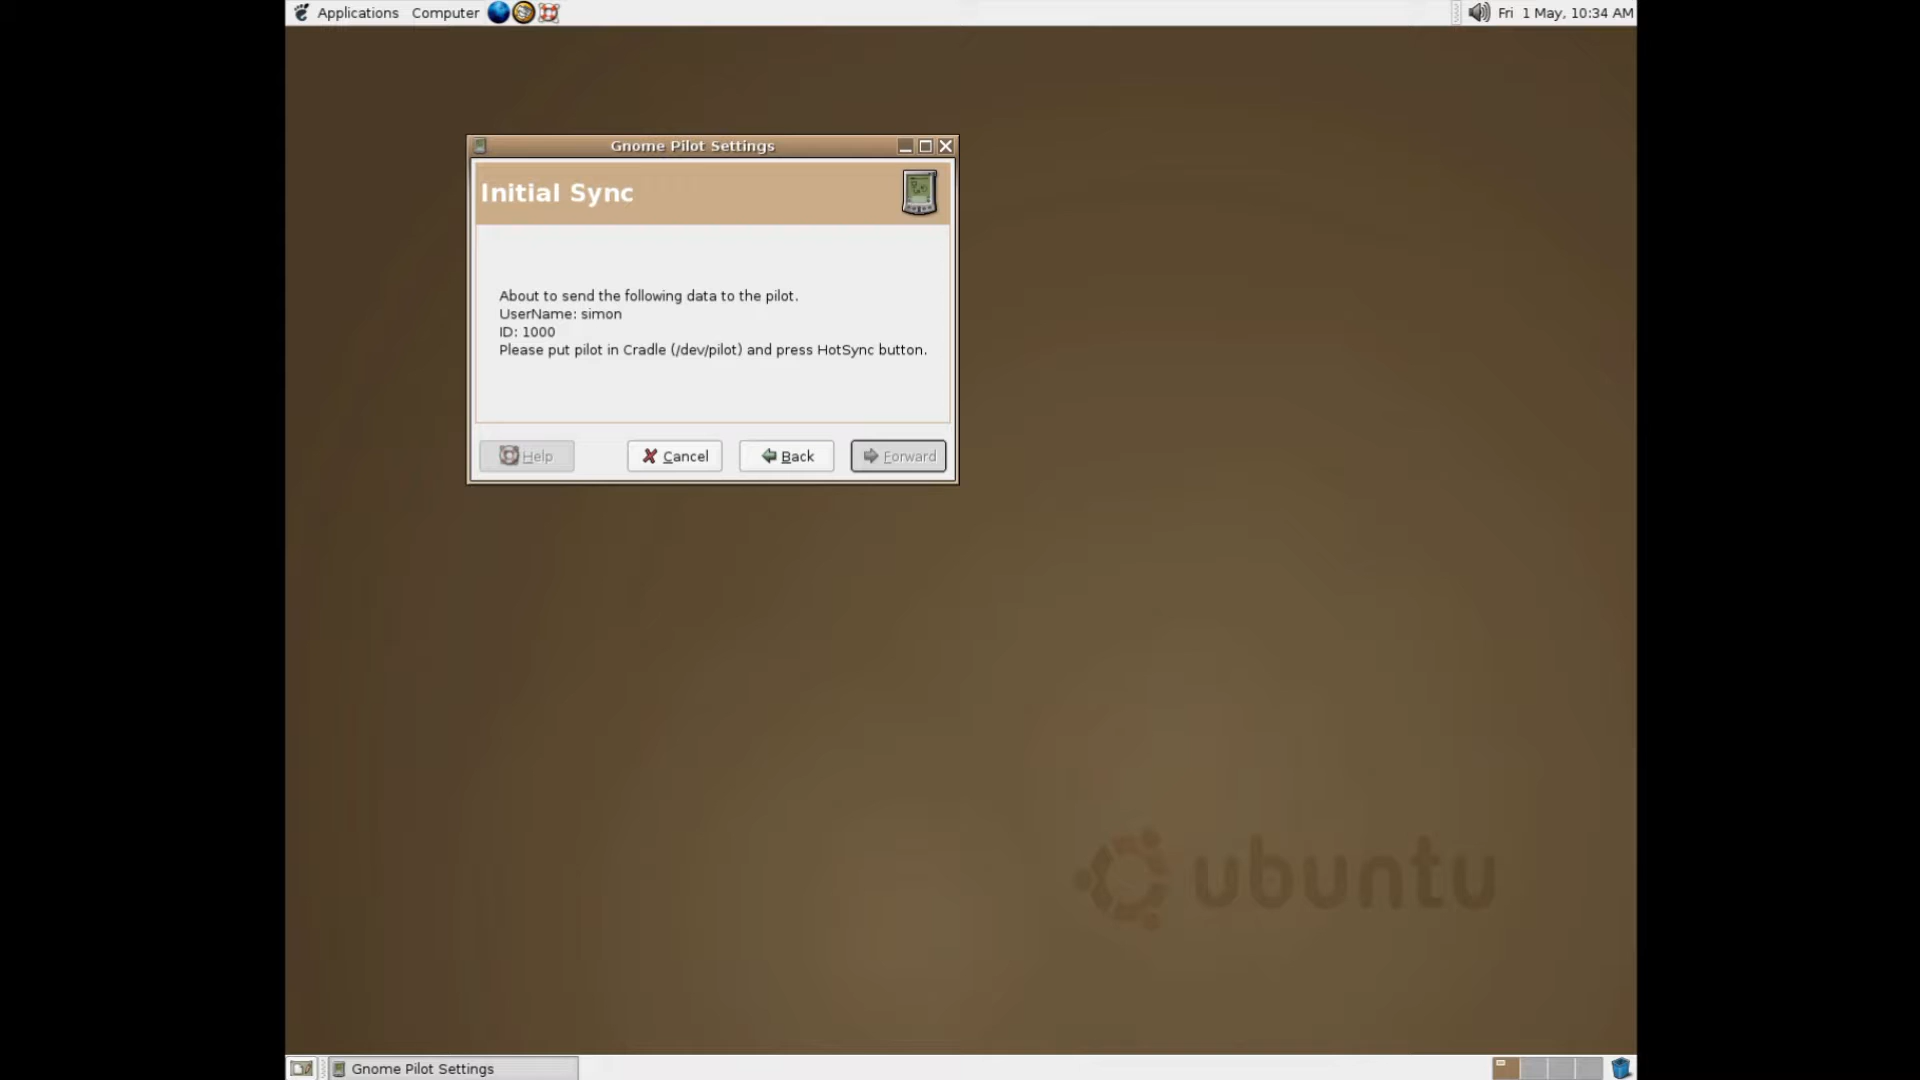 Applications Computer
Fri 1 May, 10:34 AM
Gnome Pilot Settings
Initial Sync
About to send the following data to the pilot.
UserName: simon
ID: 1000
Please put pilot in Cradle (/dev/pilot) and press HotSync button.
Help Cancel Back Forward
ubuntu
Gnome Pilot Settings